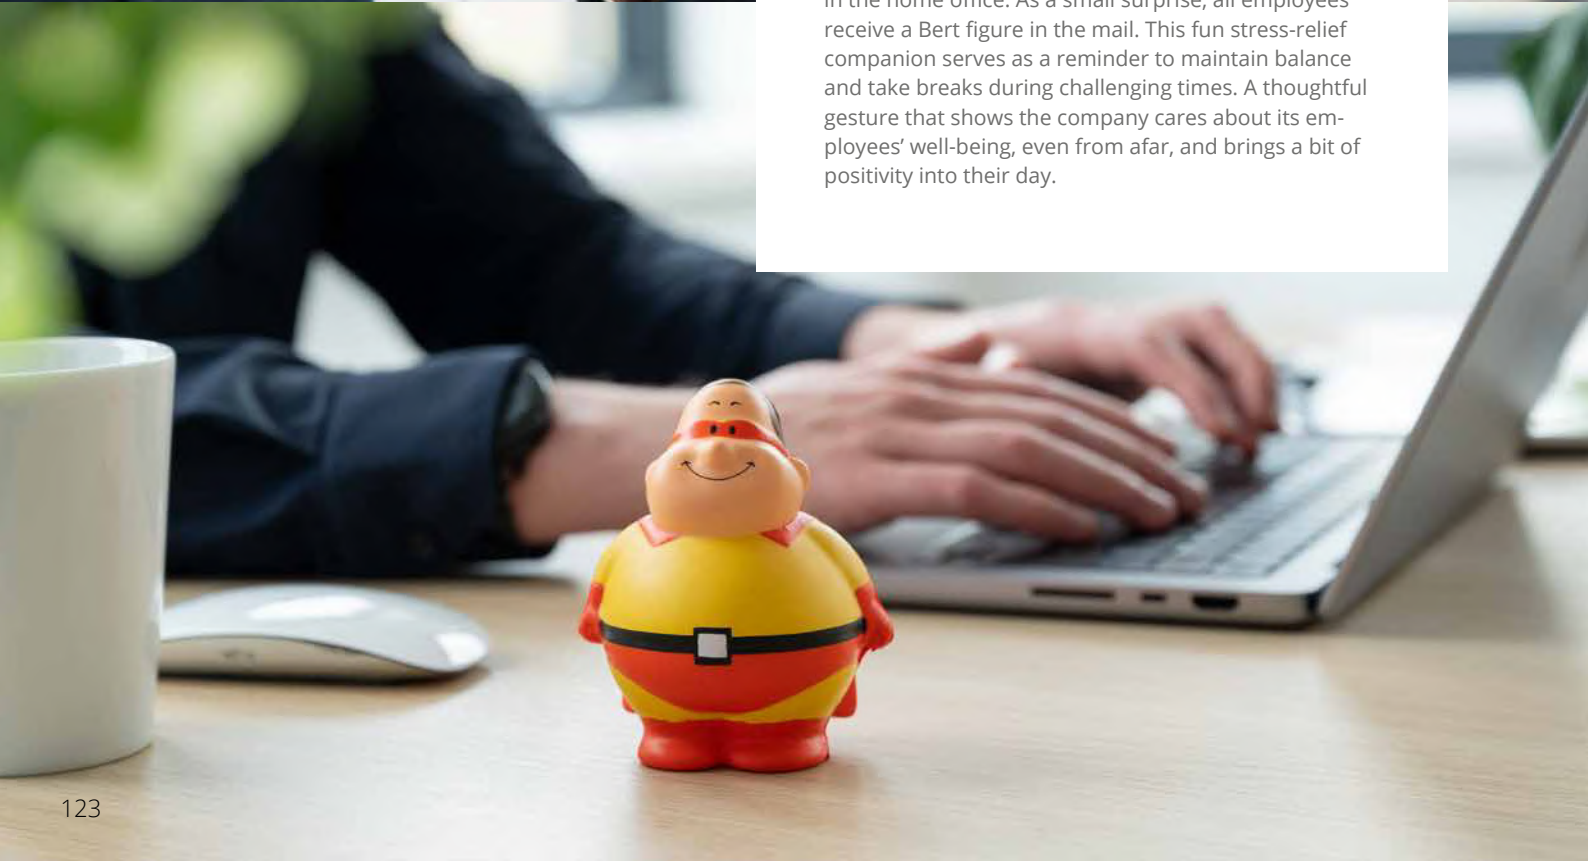 in the home office. As a small surprise, all employees
receive a Bert figure in the mail. This fun stress-relief
companion serves as a reminder to maintain balance
and take breaks during challenging times. A thoughtful
gesture that shows the company cares about its em-
ployees’ well-being, even from afar, and brings a bit of
positivity into their day.
123